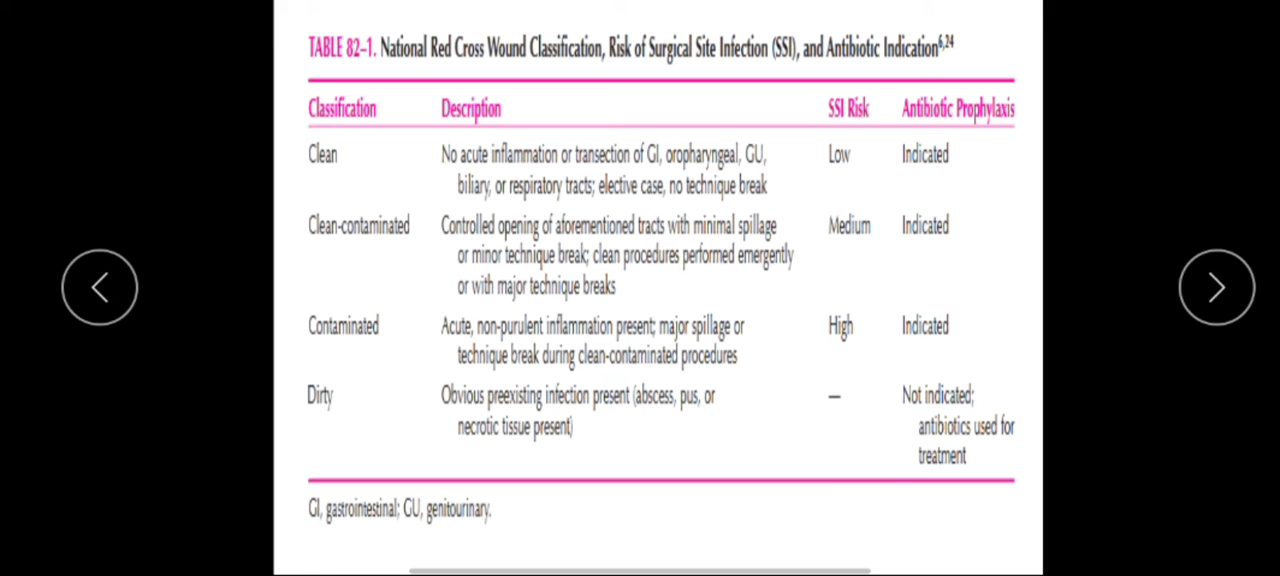 TABLE 82–1. National Red Cross Wound Classification, Risk of Surgical Site Infection (SSI), and Antibiotic Indication6,24
Classification Description SSI Risk Antibiotic Prophylaxis
Clean No acute inflammation or transection of GI, oropharyngeal, GU, Low Indicated
biliary, or respiratory tracts; elective case, no technique break
Clean-contaminated Controlled opening of aforementioned tracts with minimal spillage Medium Indicated
or minor technique break; clean procedures performed emergently
or with major technique breaks
Contaminated Acute, non-purulent inflammation present; major spillage or High Indicated
technique break during clean-contaminated procedures
Dirty Obvious preexisting infection present (abscess, pus, or — Not indicated;
necrotic tissue present) antibiotics used for
treatment
GI, gastrointestinal; GU, genitourinary.